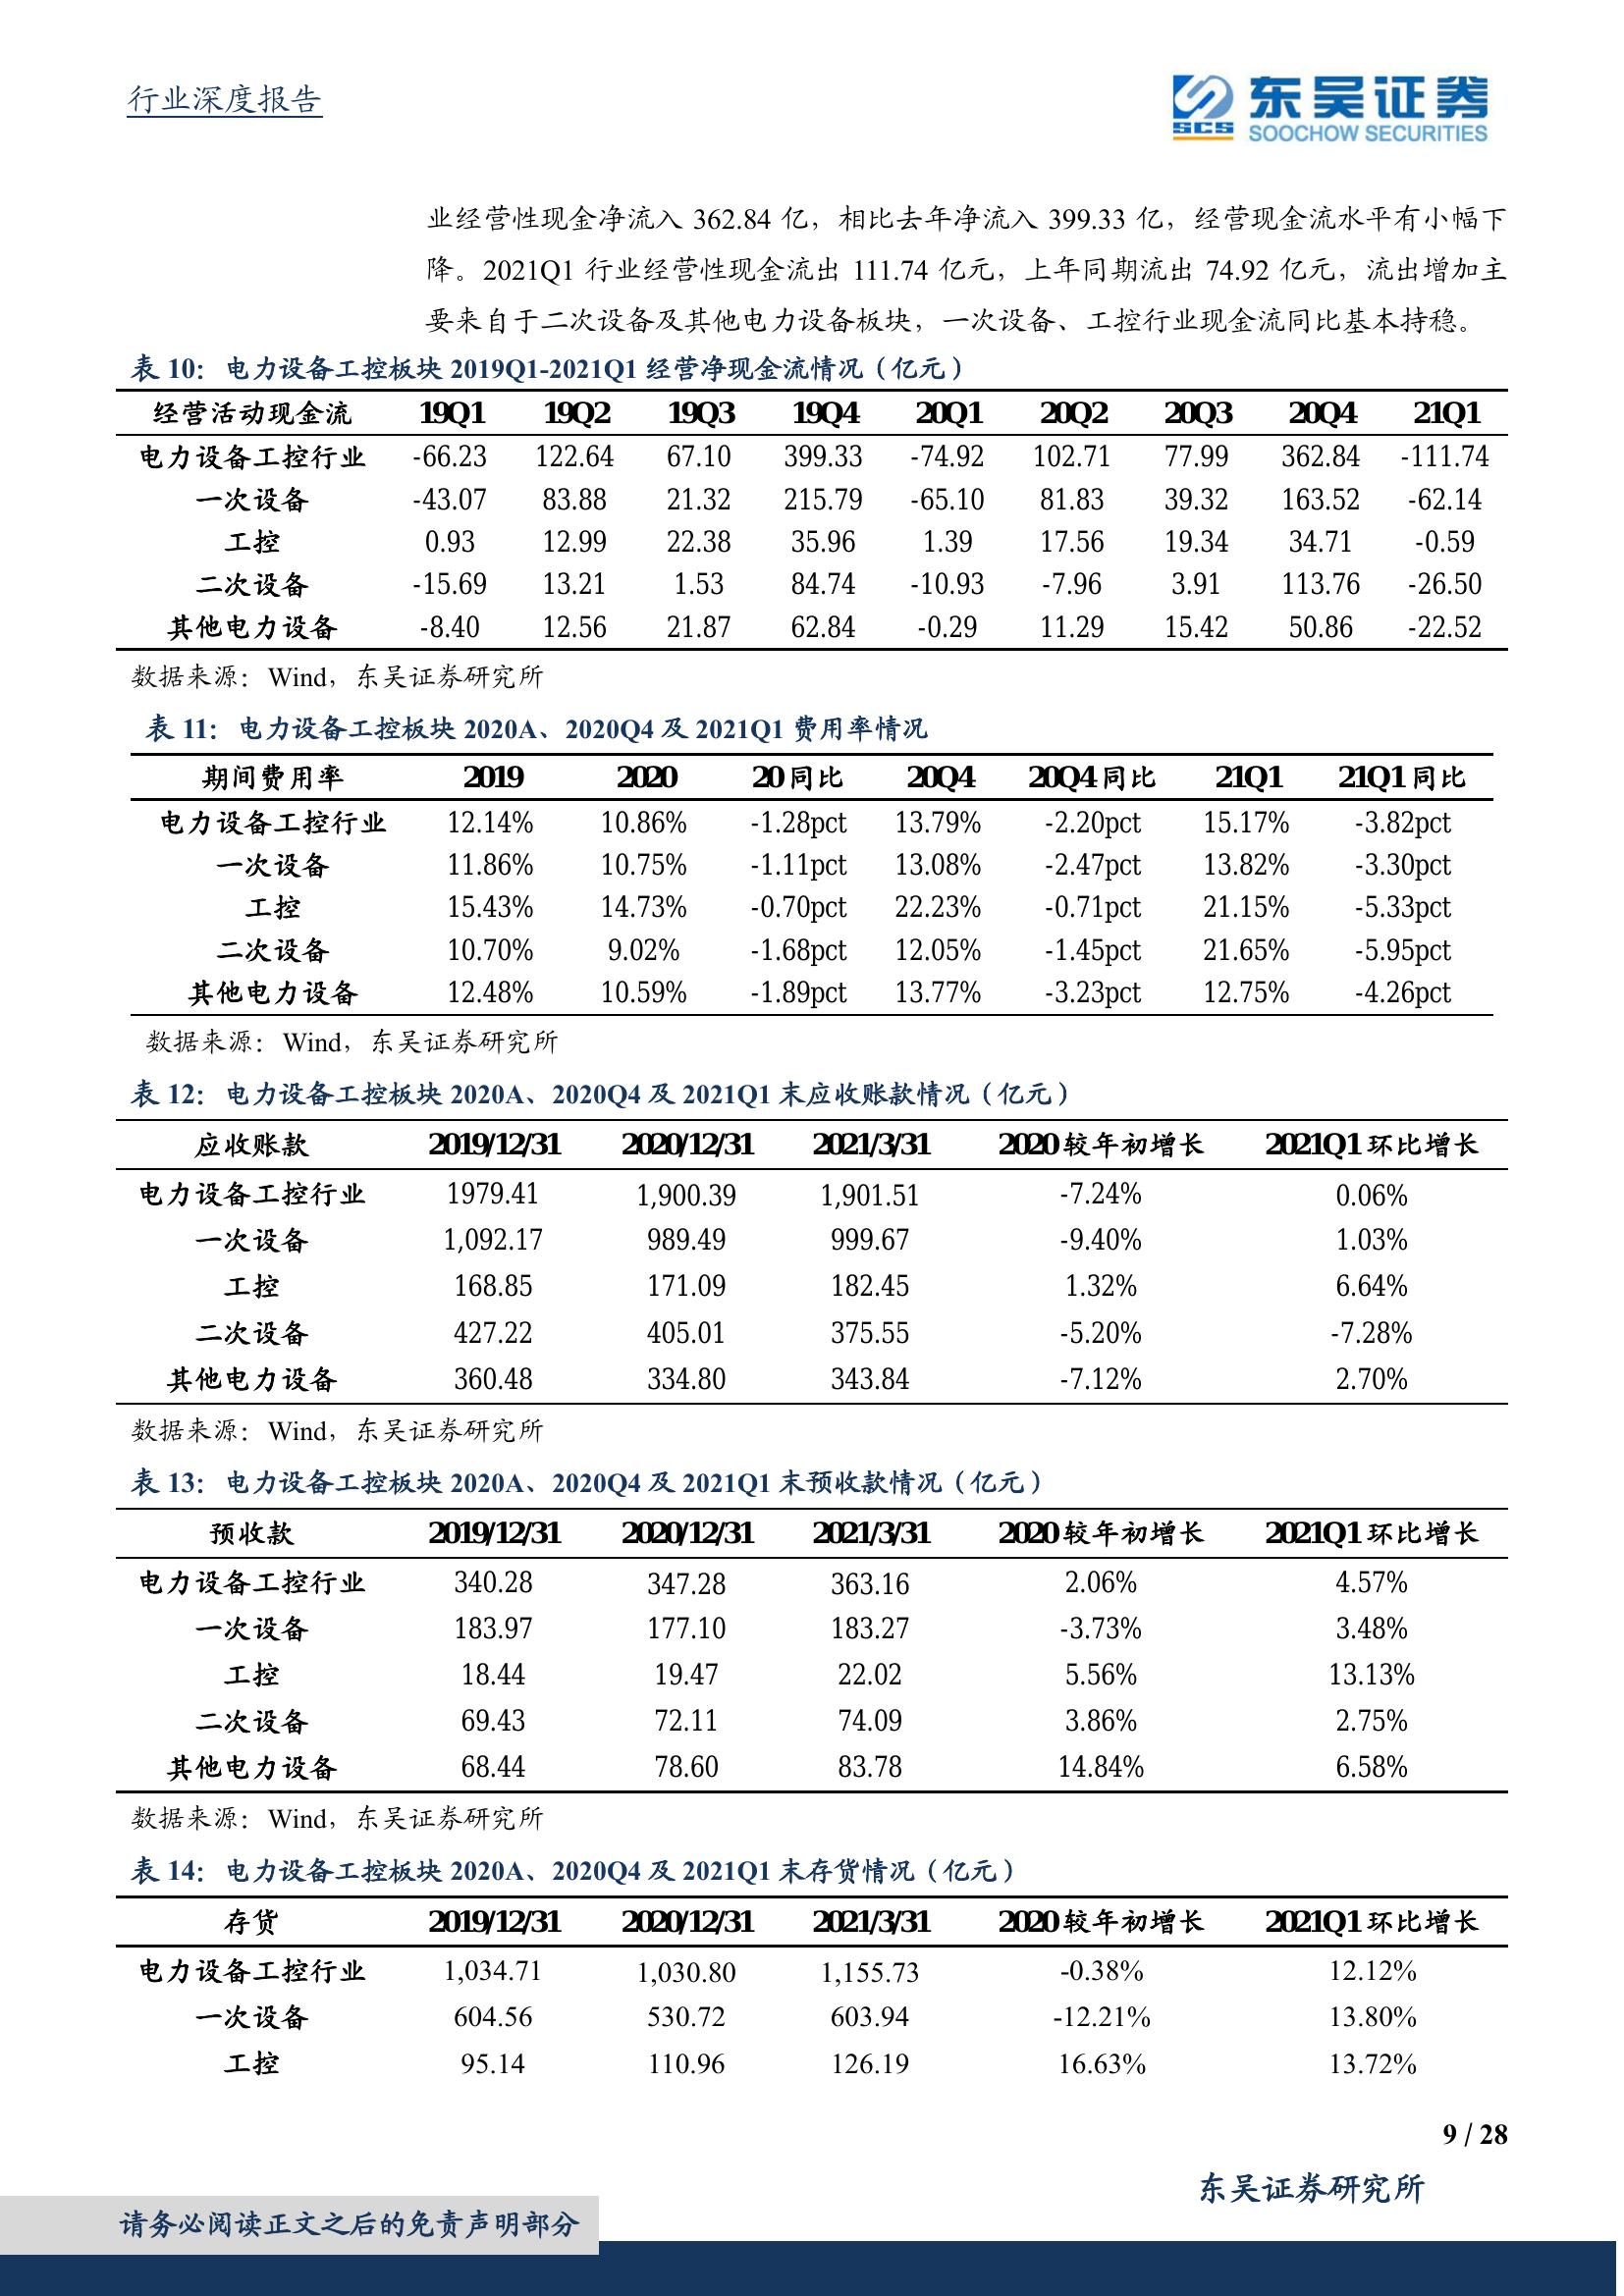 行业深度报告
东吴证券
SCS
SOOCHOW SECURITIES
业经营性现金净流入 362.84 亿，相比去年净流入 399.33 亿，经营现金流水平有小幅下
降。2021Q1 行业经营性现金流出 111.74 亿元，上年同期流出 74.92 亿元，流出增加主
要来自于二次设备及其他电力设备板块，一次设备、工控行业现金流同比基本持稳。
表 10：电力设备工控板块 2019Q1-2021Q1 经营净现金流情况（亿元）
经营活动现金流 19Q1 19Q2 19Q3 19Q4 20Q1 20Q2 20Q3 20Q4 21Q1
电力设备工控行业 -66.23 122.64 67.10 399.33 -74.92 102.71 77.99 362.84 -111.74
一次设备 -43.07 83.88 21.32 215.79 -65.10 81.83 39.32 163.52 -62.14
工控 0.93 12.99 22.38 35.96 1.39 17.56 19.34 34.71 -0.59
二次设备 -15.69 13.21 1.53 84.74 -10.93 -7.96 3.91 113.76 -26.50
其他电力设备 -8.40 12.56 21.87 62.84 -0.29 11.29 15.42 50.86 -22.52
数据来源：Wind，东吴证券研究所
表 11：电力设备工控板块 2020A、2020Q4 及 2021Q1 费用率情况
期间费用率 2019 2020 20 同比 20Q4 20Q4 同比 21Q1 21Q1 同比
电力设备工控行业 12.14% 10.86% -1.28pct 13.79% -2.20pct 15.17% -3.82pct
一次设备 11.86% 10.75% -1.11pct 13.08% -2.47pct 13.82% -3.30pct
工控 15.43% 14.73% -0.70pct 22.23% -0.71pct 21.15% -5.33pct
二次设备 10.70% 9.02% -1.68pct 12.05% -1.45pct 21.65% -5.95pct
其他电力设备 12.48% 10.59% -1.89pct 13.77% -3.23pct 12.75% -4.26pct
数据来源：Wind，东吴证券研究所
表 12：电力设备工控板块 2020A、2020Q4 及 2021Q1 末应收账款情况（亿元）
应收账款 2019/12/31 2020/12/31 2021/3/31 2020 较年初增长 2021Q1 环比增长
电力设备工控行业 1979.41 1,900.39 1,901.51 -7.24% 0.06%
一次设备 1,092.17 989.49 999.67 -9.40% 1.03%
工控 168.85 171.09 182.45 1.32% 6.64%
二次设备 427.22 405.01 375.55 -5.20% -7.28%
其他电力设备 360.48 334.80 343.84 -7.12% 2.70%
数据来源：Wind，东吴证券研究所
表 13：电力设备工控板块 2020A、2020Q4 及 2021Q1 末预收款情况（亿元）
预收款 2019/12/31 2020/12/31 2021/3/31 2020 较年初增长 2021Q1 环比增长
电力设备工控行业 340.28 347.28 363.16 2.06% 4.57%
一次设备 183.97 177.10 183.27 -3.73% 3.48%
工控 18.44 19.47 22.02 5.56% 13.13%
二次设备 69.43 72.11 74.09 3.86% 2.75%
其他电力设备 68.44 78.60 83.78 14.84% 6.58%
数据来源：Wind，东吴证券研究所
表 14：电力设备工控板块 2020A、2020Q4 及 2021Q1 末存货情况（亿元）
存货 2019/12/31 2020/12/31 2021/3/31 2020 较年初增长 2021Q1 环比增长
电力设备工控行业 1,034.71 1,030.80 1,155.73 -0.38% 12.12%
一次设备 604.56 530.72 603.94 -12.21% 13.80%
工控 95.14 110.96 126.19 16.63% 13.72%
9 / 28
东吴证券研究所
请务必阅读正文之后的免责声明部分